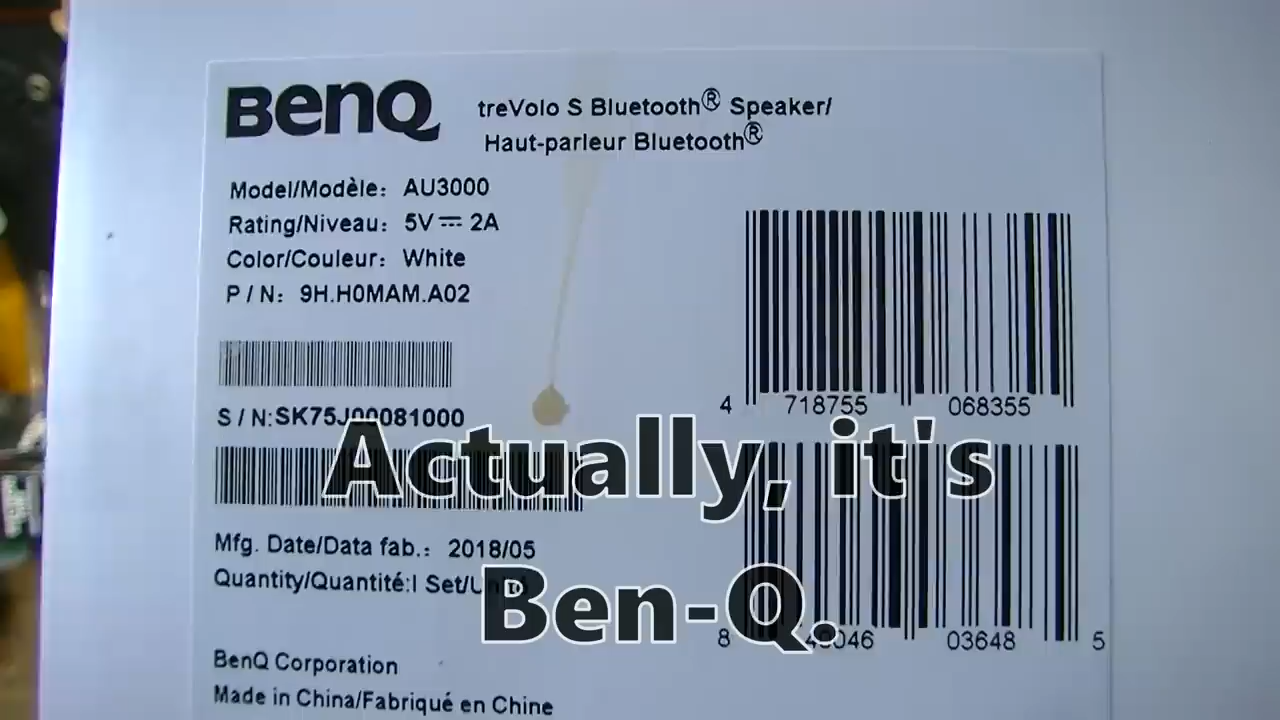 BenQ
treVolo S Bluetooth® Speaker/
Haut-parleur Bluetooth®
Model/Modèle: AU3000
Rating/Niveau: 5V⎓ 2A
Color/Couleur: White
P / N: 9H.H0MAM.A02
S / N:SK75J00081000
4 718755 068355
Actually, it's
Mfg. Date/Data fab.: 2018/05
Quantity/Quantité:I Set/Unité
Ben-Q.
8 40046 03648 5
BenQ Corporation
Made in China/Fabriqué en Chine